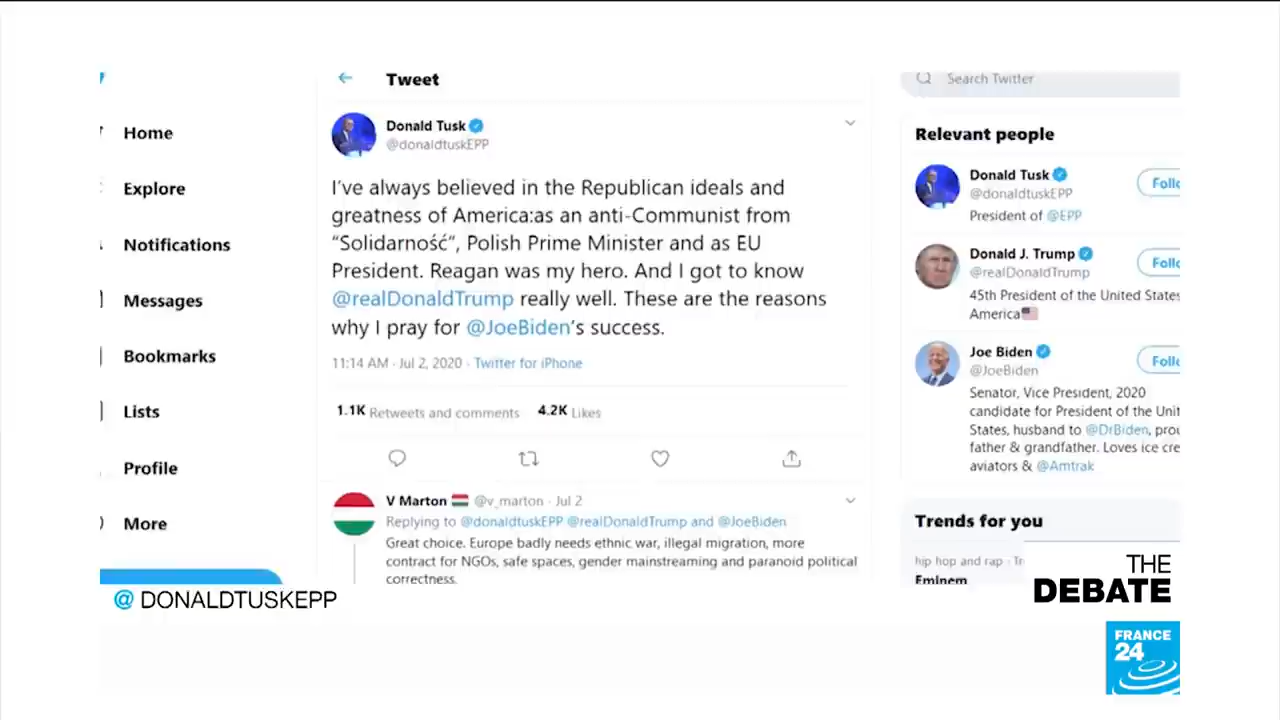 Home
Explore
Notifications
Messages
Bookmarks
Lists
Profile
More
Tweet
Donald Tusk
@donaldtuskEPP
I've always believed in the Republican ideals and
greatness of America:as an anti-Communist from
“Solidarność“, Polish Prime Minister and as EU
President. Reagan was my hero. And I got to know
@realDonaldTrump really well. These are the reasons
why I pray for @JoeBiden's success.
11:14 AM · Jul 2, 2020 · Twitter for iPhone
1.1K Retweets and comments 4.2K Likes
V Marton @v_marton · Jul 2
Replying to @donaldtuskEPP @realDonaldTrump and @JoeBiden
Great choice. Europe badly needs ethnic war, illegal migration, more
contract for NGOs, safe spaces, gender mainstreaming and paranoid political
correctness.
Search Twitter
Relevant people
Donald Tusk
@donaldtuskEPP
President of @EPP
Follo
Donald J. Trump
@realDonaldTrump
45th President of the United States
America
Follo
Joe Biden
@JoeBiden
Senator, Vice President, 2020
candidate for President of the Unit
States, husband to @DrBiden, prou
father & grandfather. Loves ice cre
aviators & @Amtrak
Follo
Trends for you
hip hop and rap
Eminem
@ DONALDTUSKEPP
THE
DEBATE
FRANCE
24